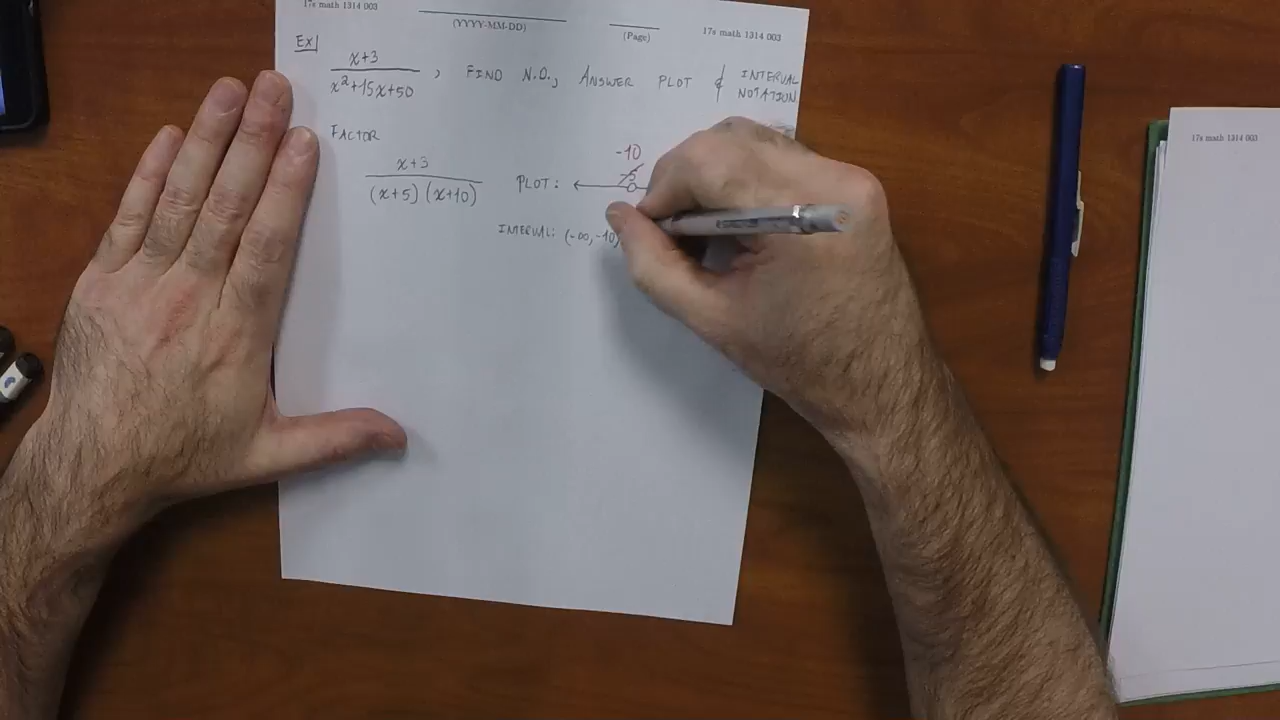 17s math 1314 003
(YYYY-MM-DD)
(Page)
17s math 1314 003
Ex|
x+3
x²+15x+50
, FIND N.D., ANSWER PLOT & INTERVAL NOTATION.
FACTOR
x+3
(x+5) (x+10)
PLOT:
-10
INTERVAL: (-∞,-10)
17s math 1314 003